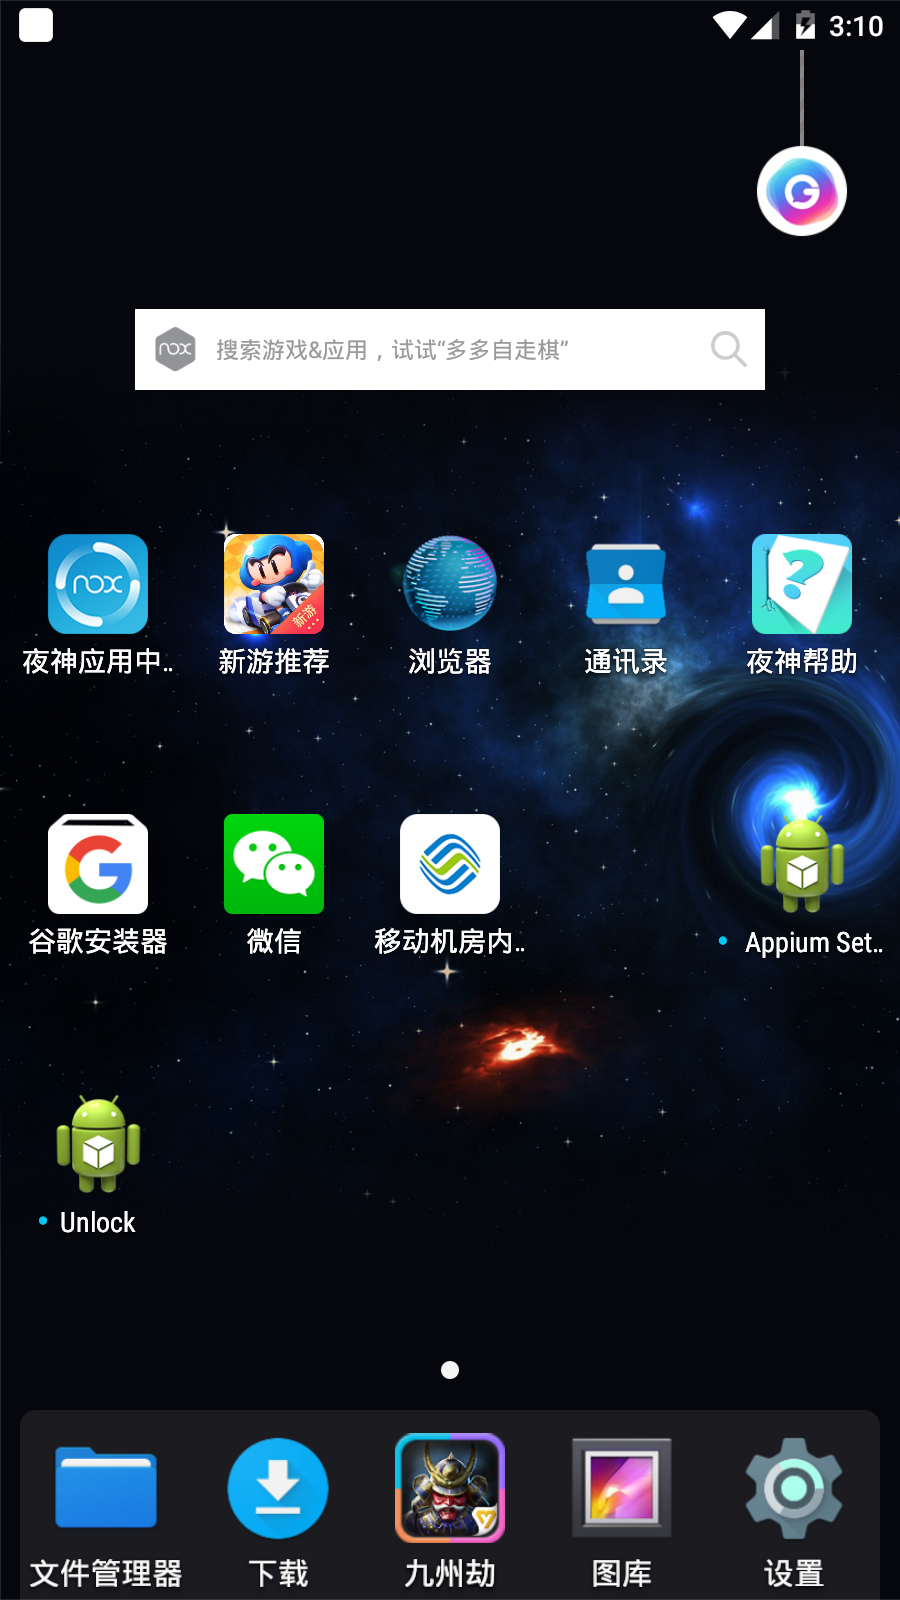 3:10
nox
搜索游戏&应用，试试“多多自走棋”
nox
新游
夜神应用中..
新游推荐
浏览器
通讯录
夜神帮助
谷歌安装器
微信
移动机房内..
Appium Set..
Unlock
文件管理器
下载
九州劫
图库
设置